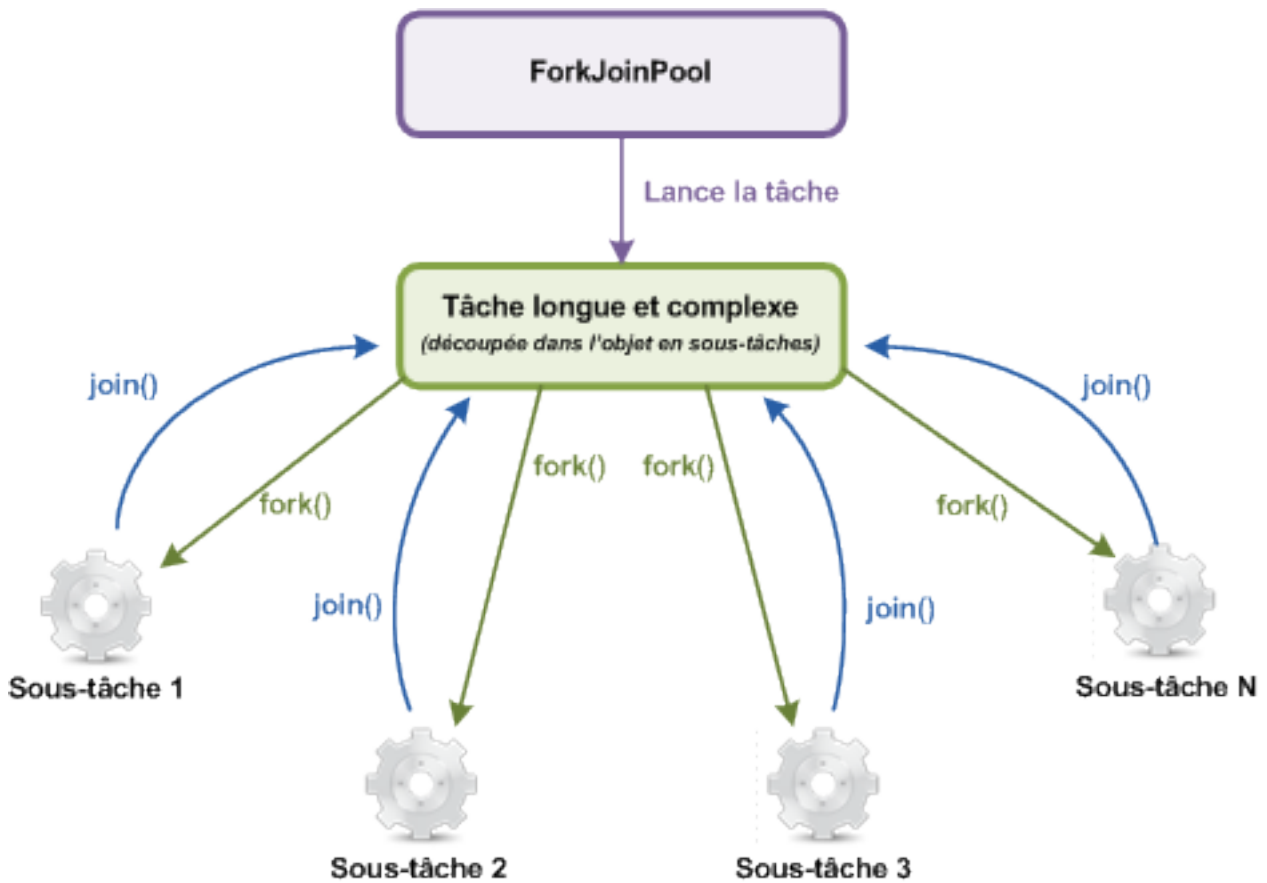 ForkJoinPool
Lance la tâche
Tâche longue et complexe
(découpée dans l'objet en sous-tâches)
join()
join()
fork()
fork()
fork()
fork()
join()
join()
Sous-tâche 1
Sous-tâche N
Sous-tâche 2
Sous-tâche 3